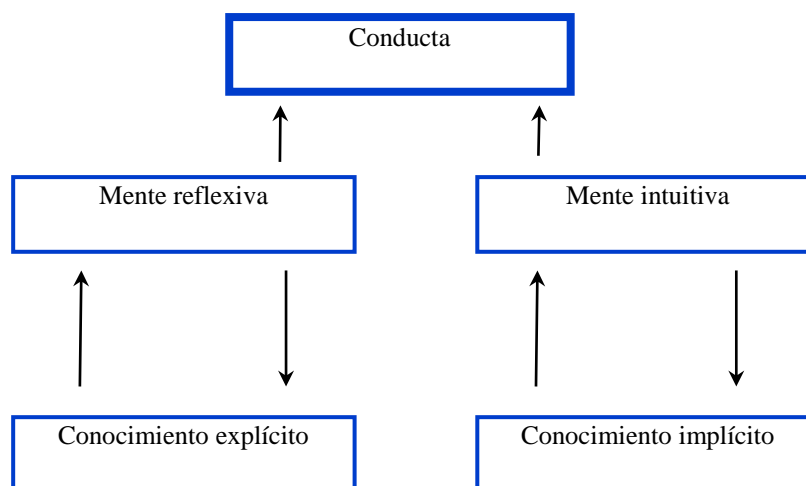 Conducta
Mente reflexiva
Mente intuitiva
Conocimiento explícito
Conocimiento implícito